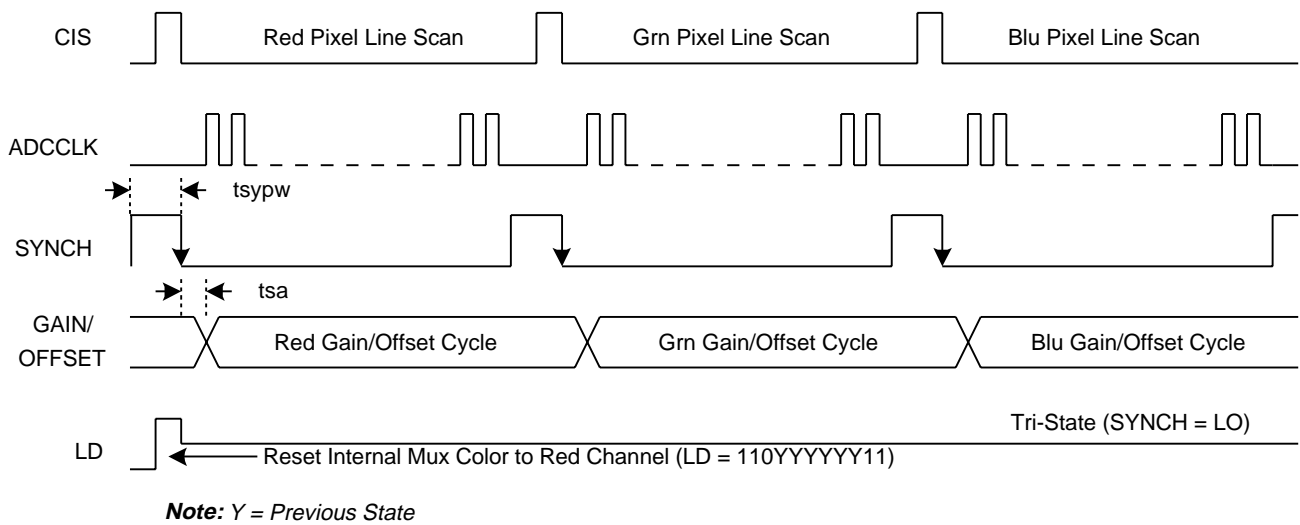 CIS
Red Pixel Line Scan
Grn Pixel Line Scan
Blu Pixel Line Scan
ADCCLK
tsypw
SYNCH
tsa
GAIN/
OFFSET
Red Gain/Offset Cycle
Grn Gain/Offset Cycle
Blu Gain/Offset Cycle
Tri-State (SYNCH = LO)
LD
Reset Internal Mux Color to Red Channel (LD = 110YYYYYY11)
Note: Y = Previous State